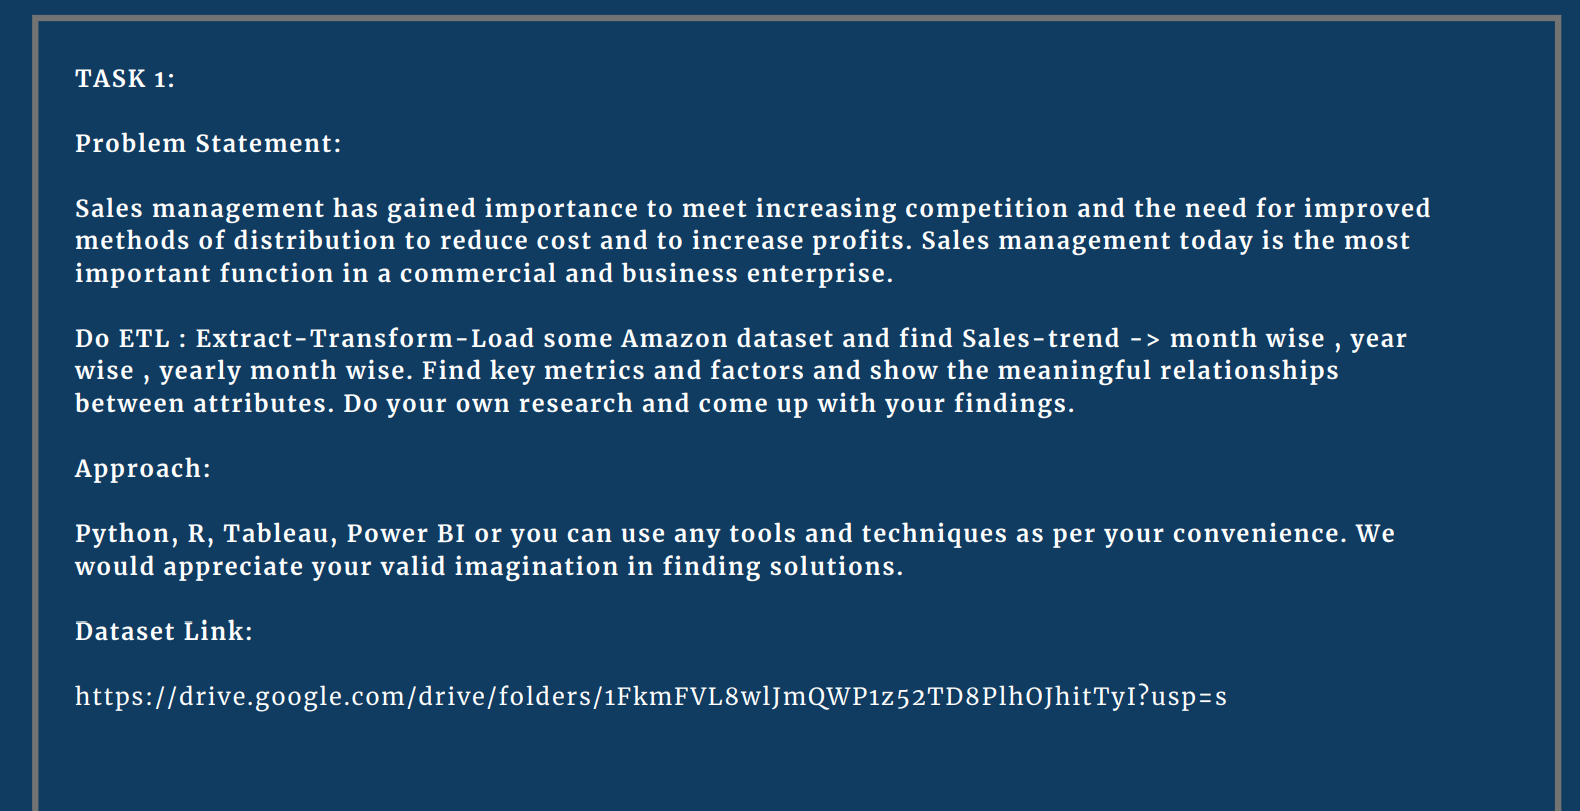 TASK 1:
Problem Statement:
Sales management has gained importance to meet increasing competition and the need for improved
methods of distribution to reduce cost and to increase profits. Sales management today is the most
important function in a commercial and business enterprise.
Do ETL : Extract-Transform-Load some Amazon dataset and find Sales-trend -> month wise , year
wise , yearly month wise. Find key metrics and factors and show the meaningful relationships
between attributes. Do your own research and come up with your findings.
Approach:
Python, R, Tableau, Power BI or you can use any tools and techniques as per your convenience. We
would appreciate your valid imagination in finding solutions.
Dataset Link:
https://drive.google.com/drive/folders/1FkmFVL8wlJmQWP1z52TD8PlhOJhitTyI?usp=s